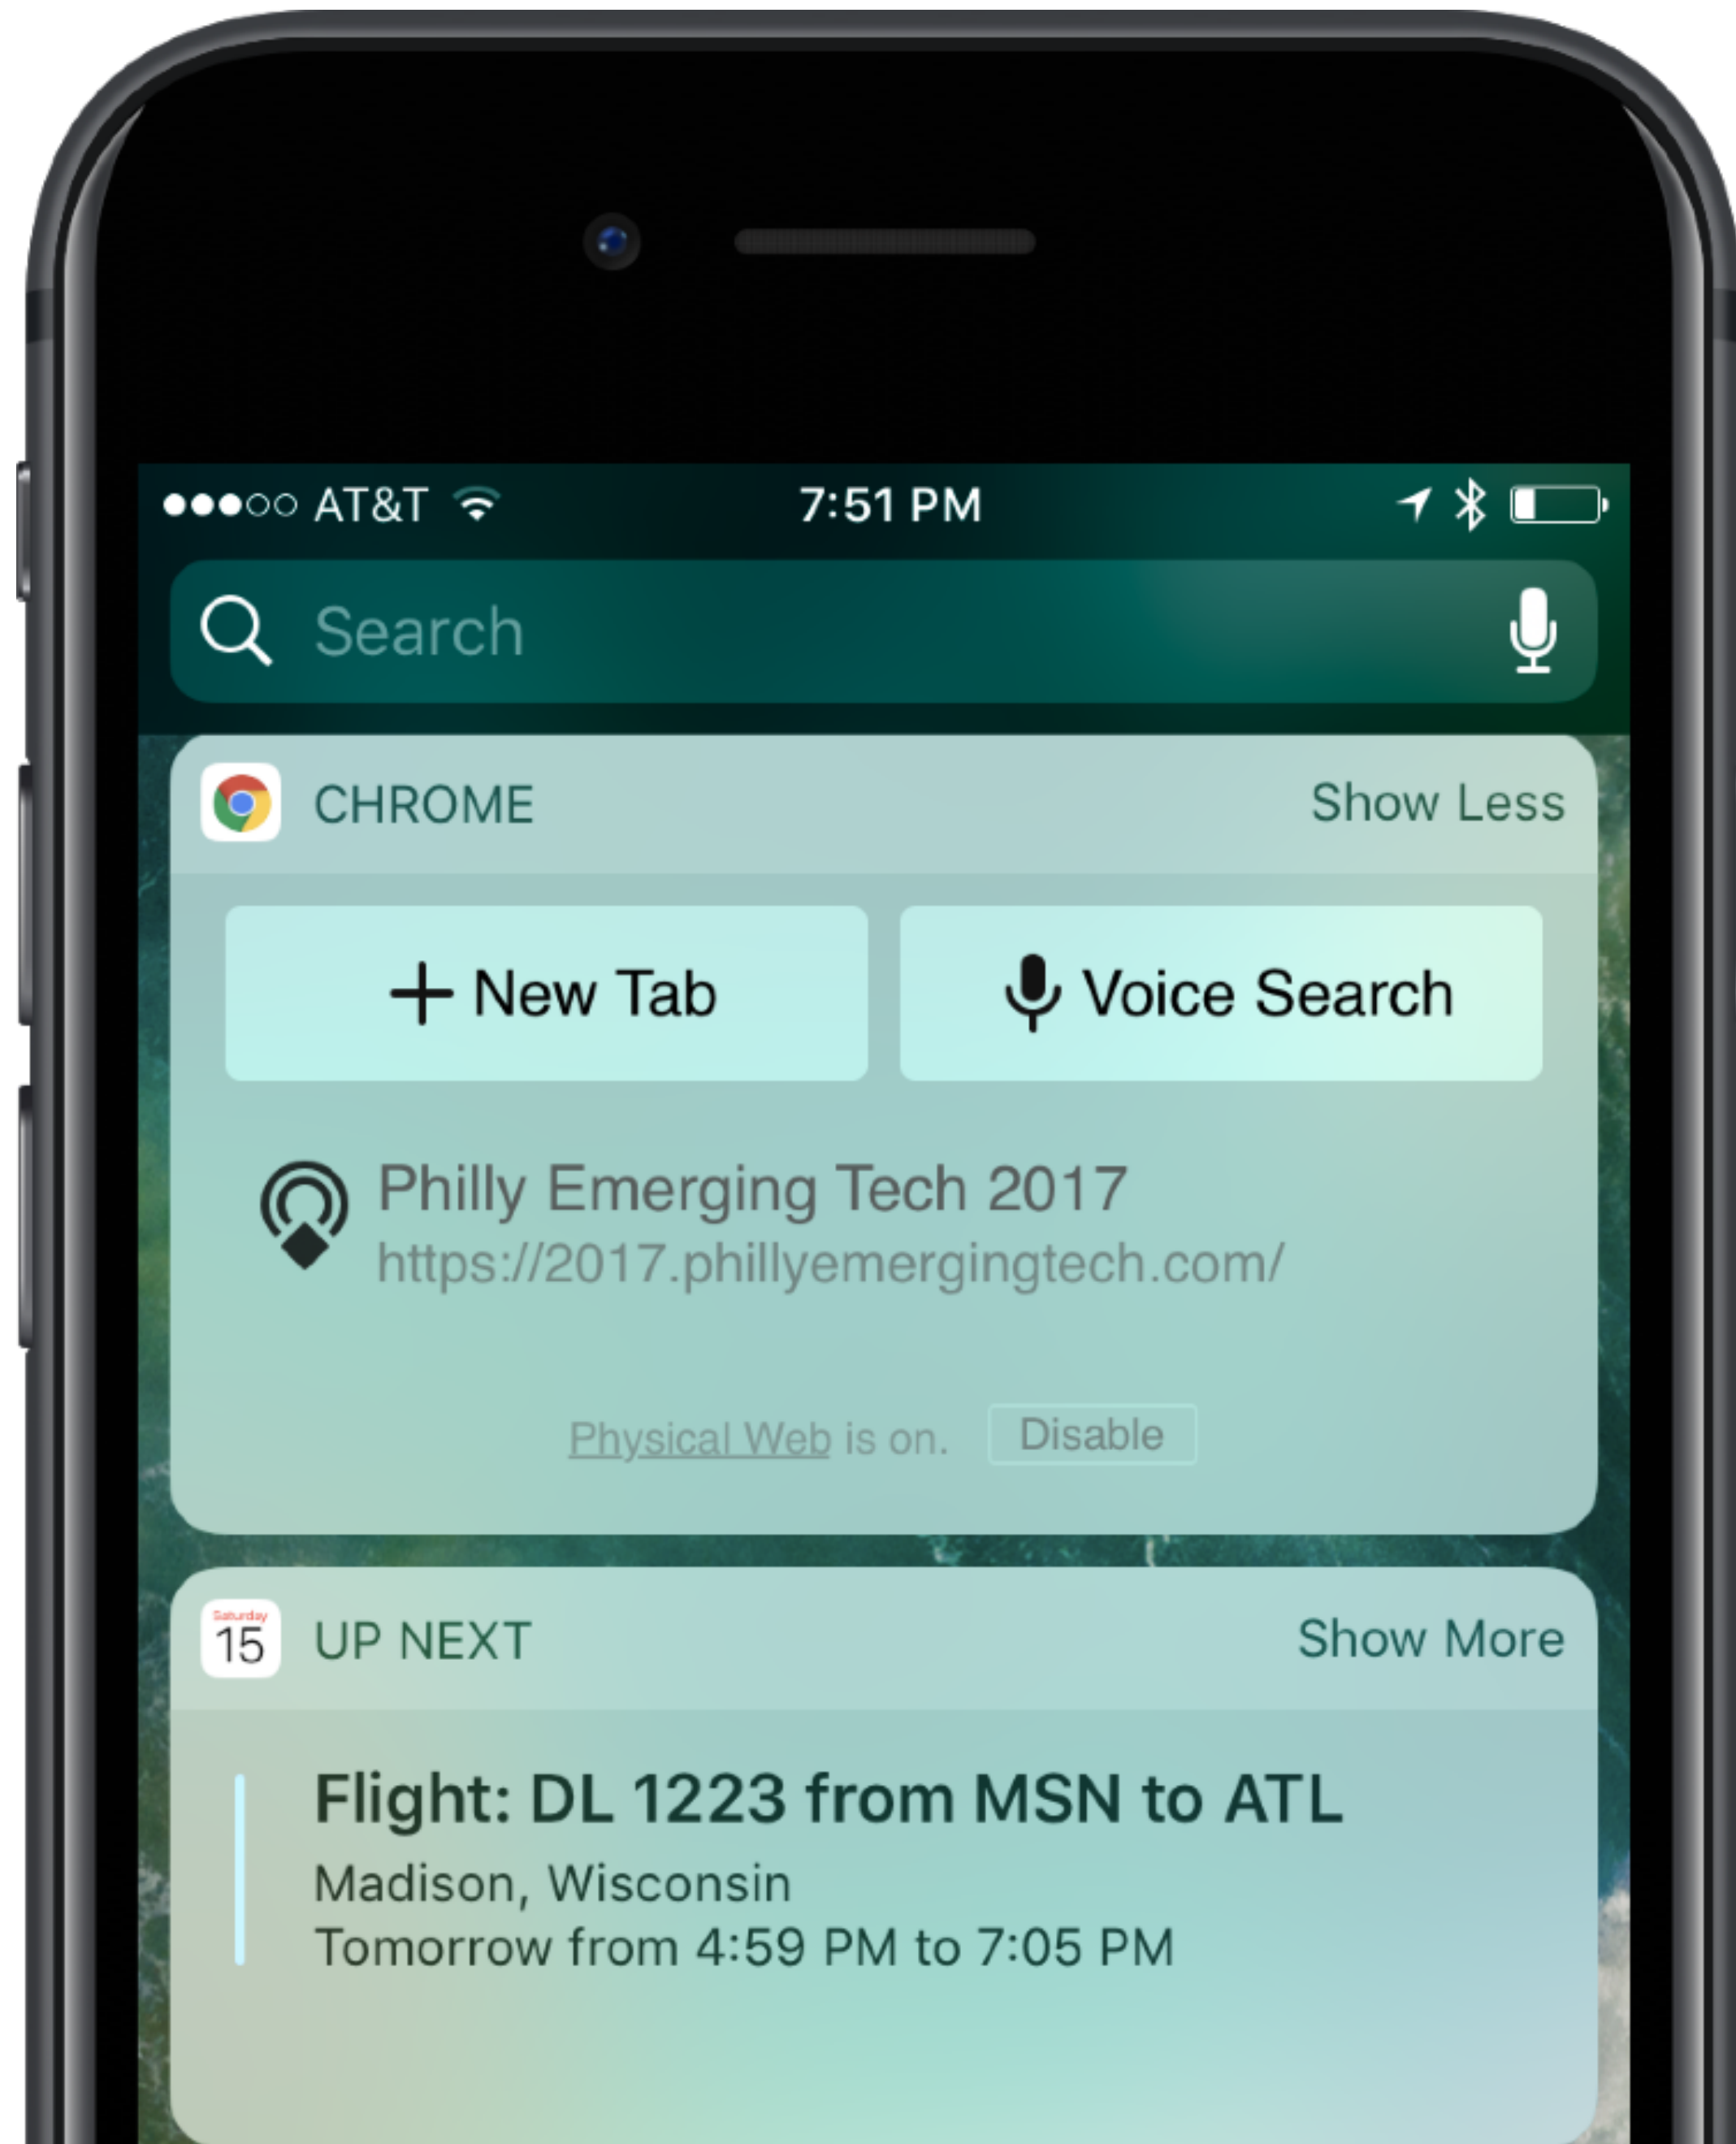 AT&T 7:51 PM
Search
CHROME Show Less
New Tab Voice Search
Philly Emerging Tech 2017
https://2017.phillyemergingtech.com/
Physical Web is on. Disable
Saturday
15 UP NEXT Show More
Flight: DL 1223 from MSN to ATL
Madison, Wisconsin
Tomorrow from 4:59 PM to 7:05 PM